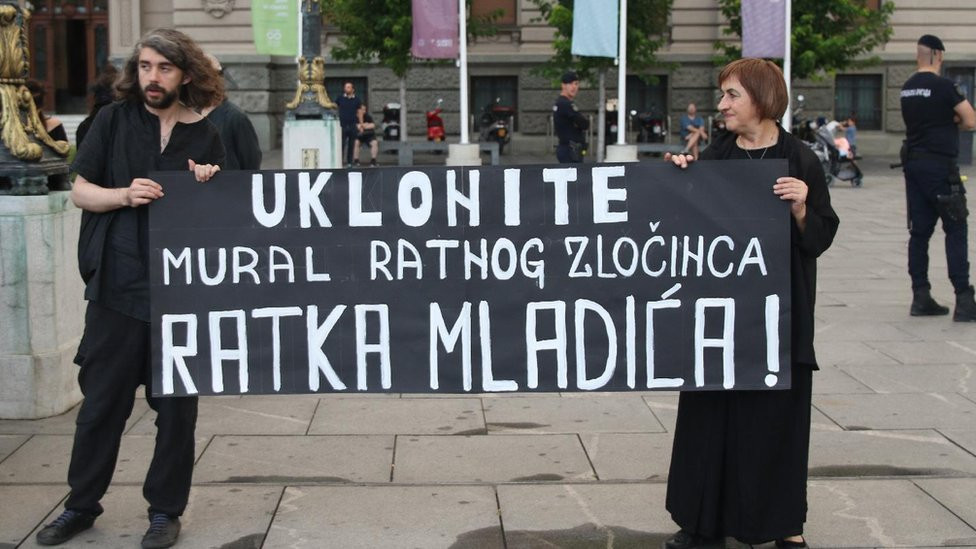 UKLONITE
MURAL RATNOG ZLOČINCA
RATKA MLADIĆA!